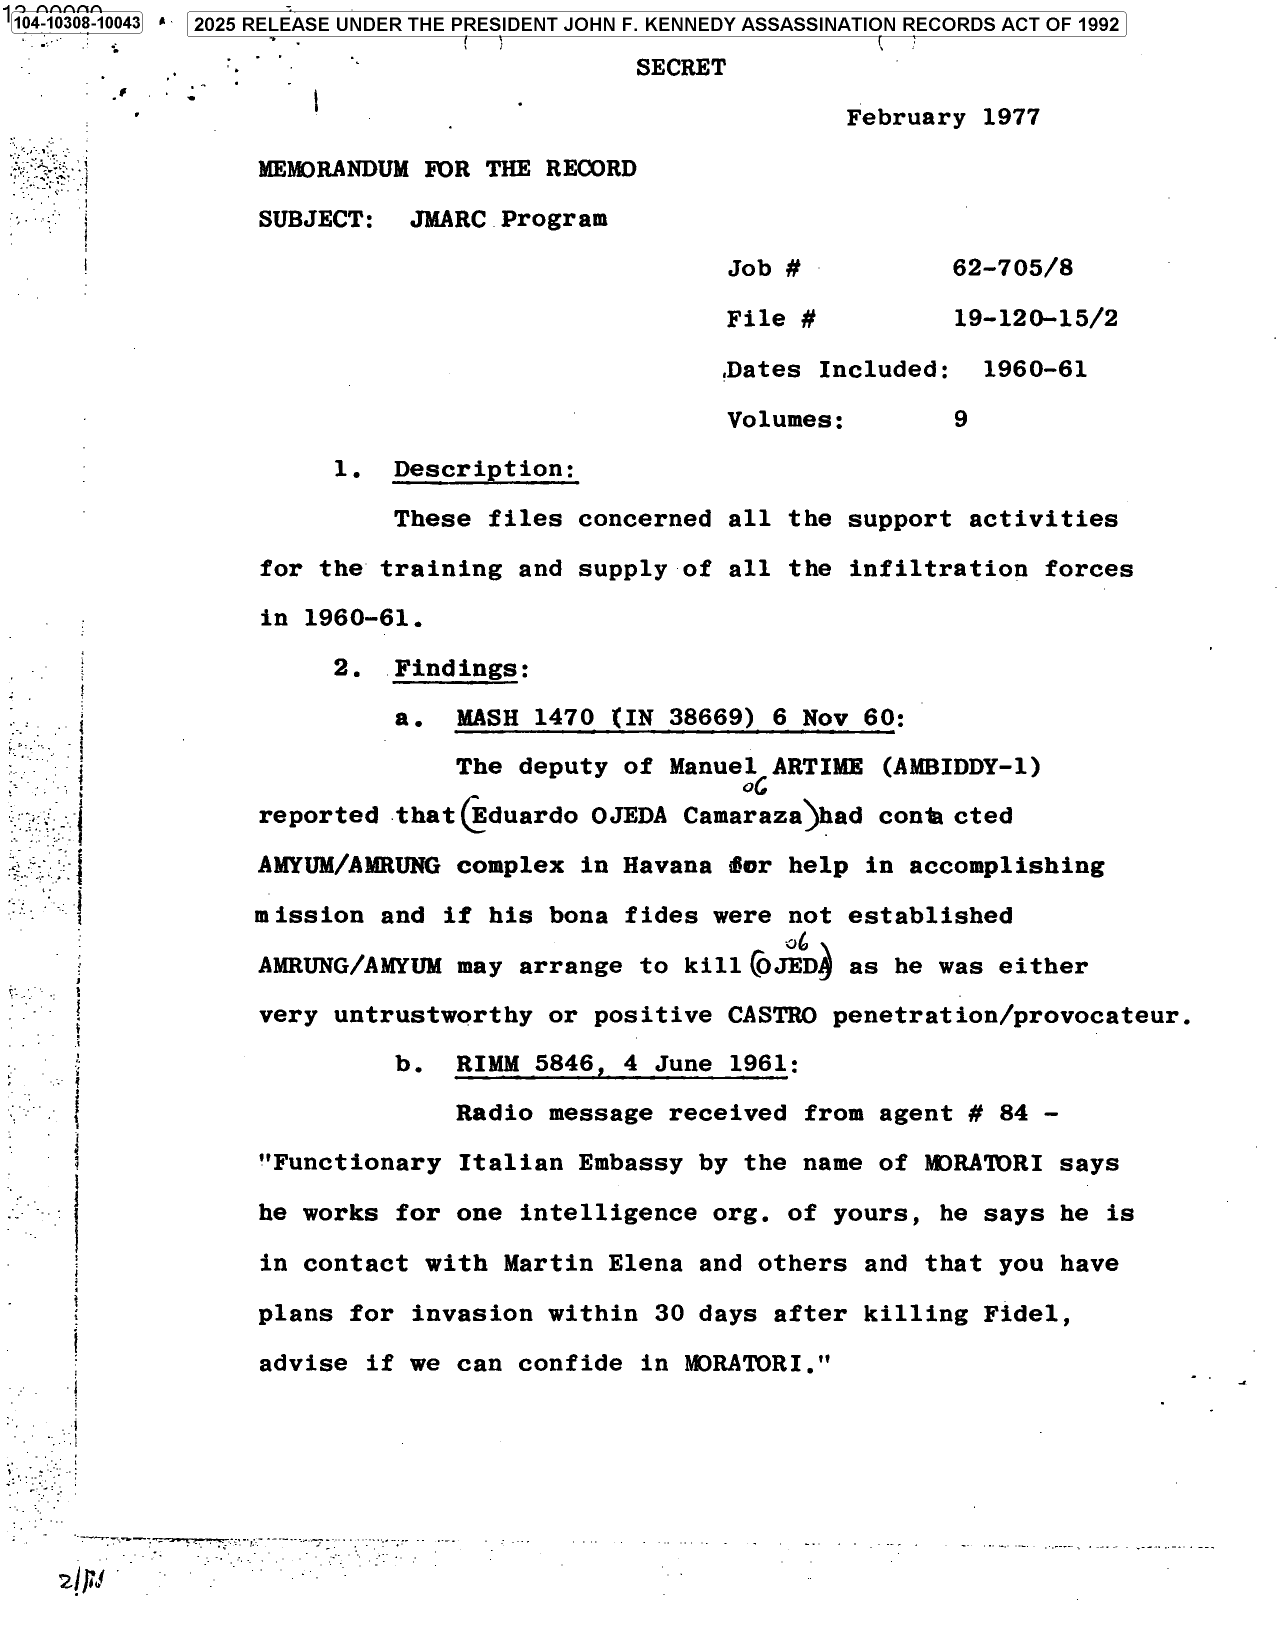 104-10308-10043
2025 RELEASE UNDER THE PRESIDENT JOHN F. KENNEDY ASSASSINATION RECORDS ACT OF 1992
SECRET
February 1977
MEMORANDUM FOR THE RECORD
SUBJECT: JMARC Program
Job # 62-705/8
File # 19-120-15/2
Dates Included: 1960-61
Volumes: 9
1. Description:
These files concerned all the support activities
for the training and supply of all the infiltration forces
in 1960-61.
2. Findings:
a. MASH 1470 (IN 38669) 6 Nov 60:
The deputy of Manuel ARTIME (AMBIDDY-1)
06
reported that (Eduardo OJEDA Camaraza) had conta cted
AMYUM/AMRUNG complex in Havana for help in accomplishing
mission and if his bona fides were not established
06
AMRUNG/AMYUM may arrange to kill (OJEDA) as he was either
very untrustworthy or positive CASTRO penetration/provocateur.
b. RIMM 5846, 4 June 1961:
Radio message received from agent # 84 -
"Functionary Italian Embassy by the name of MORATORI says
he works for one intelligence org. of yours, he says he is
in contact with Martin Elena and others and that you have
plans for invasion within 30 days after killing Fidel,
advise if we can confide in MORATORI."